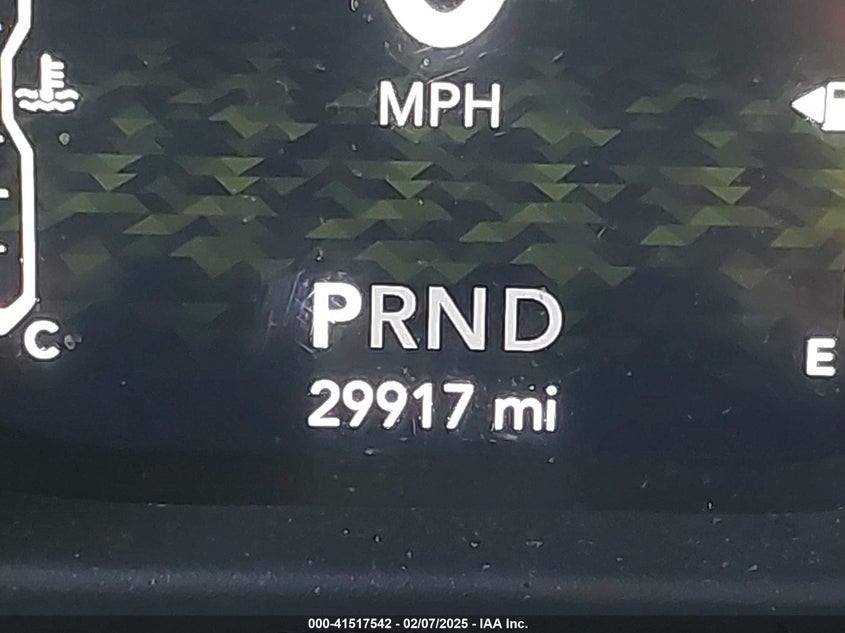 MPH
PRND
C
E
29917 mi
000-41517542 - 02/07/2025 - IAA Inc.